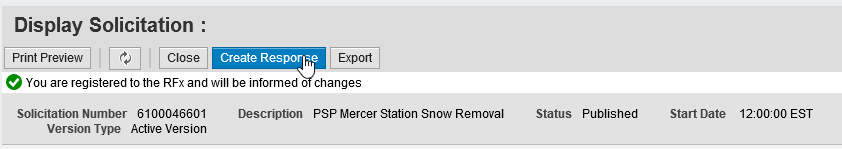 Display Solicitation :
Print Preview Close Create Response Export
You are registered to the RFx and will be informed of changes
Solicitation Number 6100046601 Description PSP Mercer Station Snow Removal Status Published Start Date 12:00:00 EST
Version Type Active Version